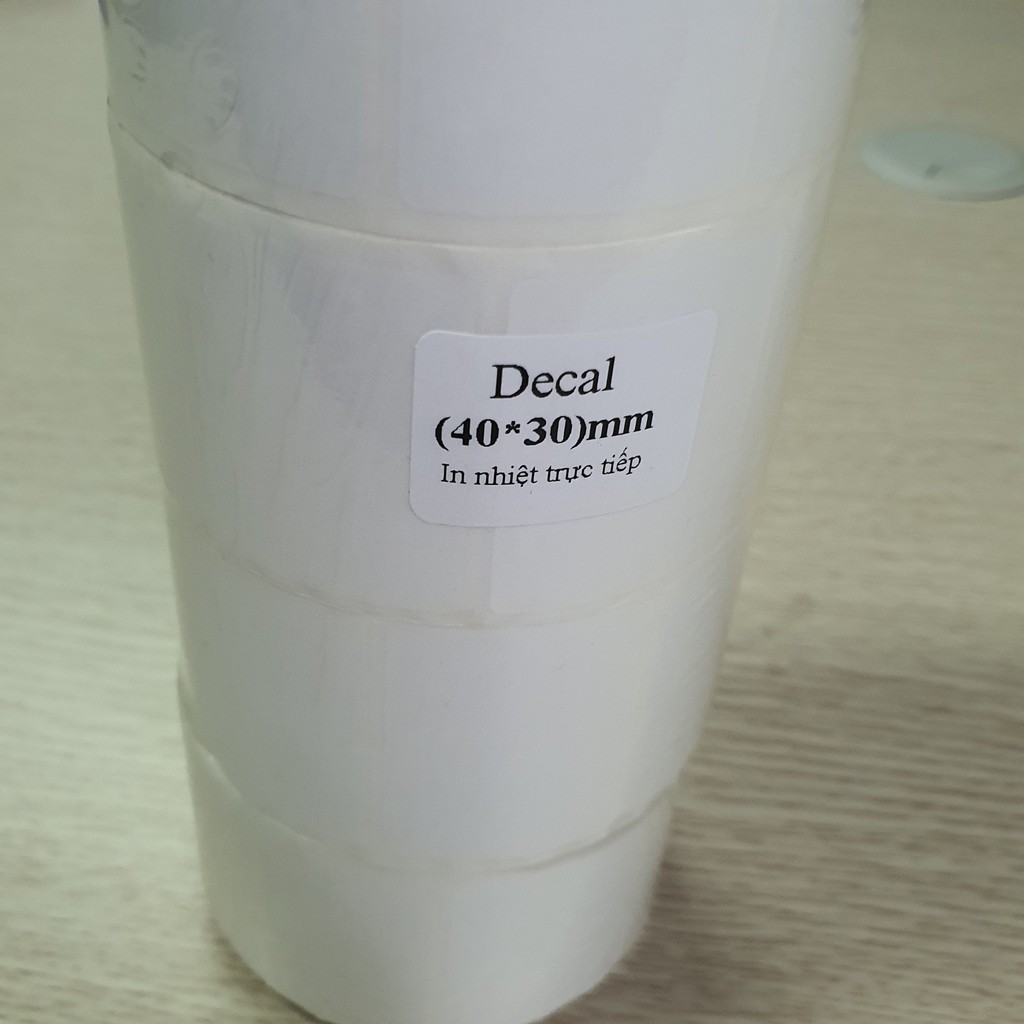 Decal
(40*30)mm
In nhiệt trực tiếp